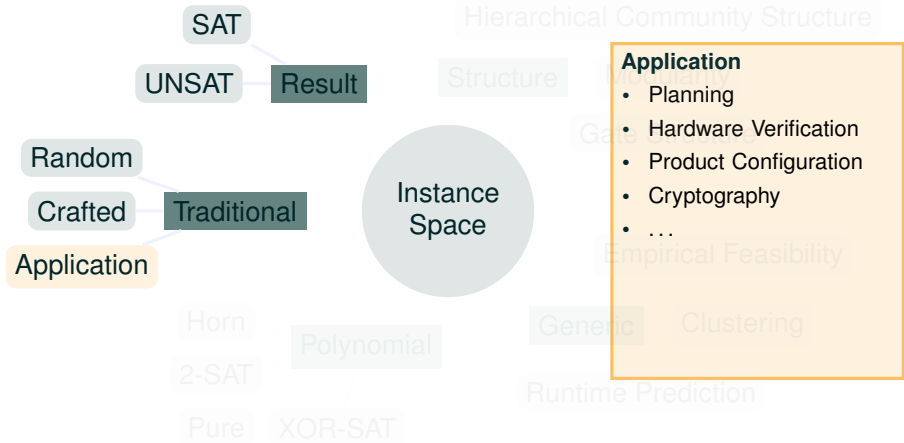 Hierarchical Community Structure
SAT
UNSAT
Result
Structure
Modularity
Gate Structure
Application
• Planning
• Hardware Verification
• Product Configuration
• Cryptography
• ...
Random
Crafted
Application
Traditional
Instance
Space
Empirical Feasibility
Horn
2-SAT
Pure
XOR-SAT
Polynomial
Generic
Clustering
Runtime Prediction